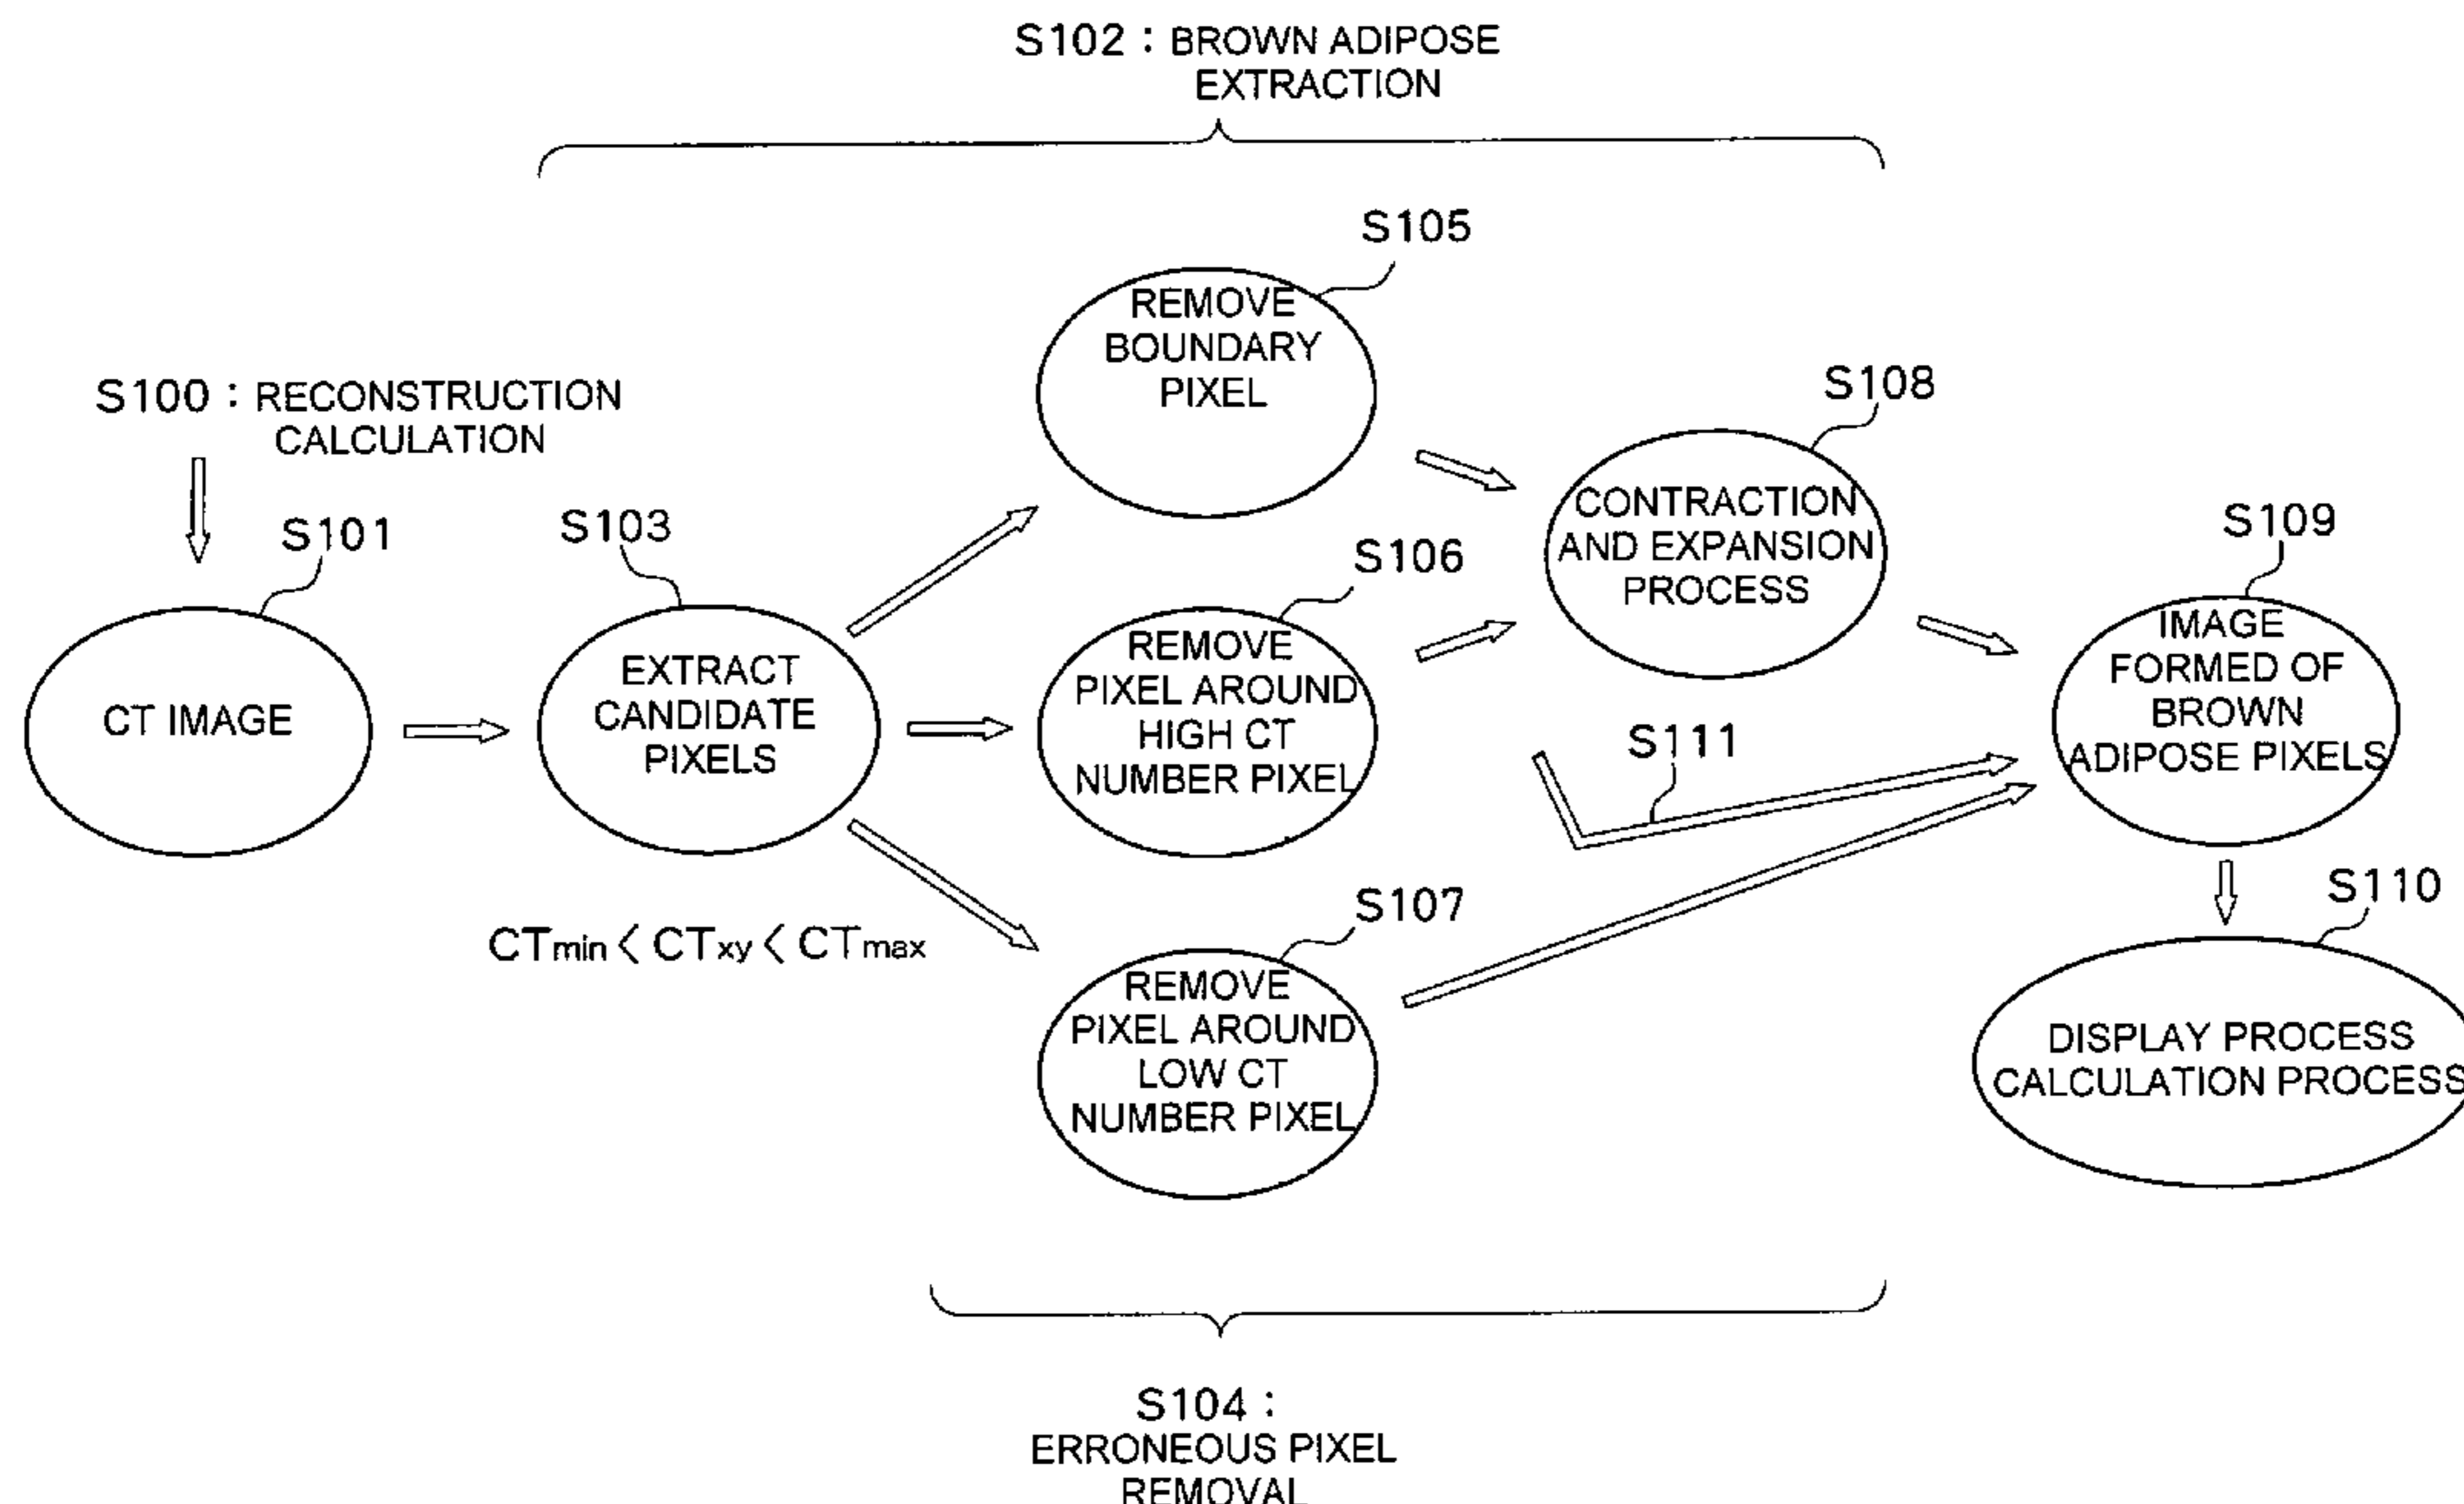 S102 : BROWN ADIPOSE
EXTRACTION
S105
REMOVE
BOUNDARY
PIXEL
S100 : RECONSTRUCTION
CALCULATION
S108
CONTRACTION
AND EXPANSION
PROCESS
S101
CT IMAGE
S103
EXTRACT
CANDIDATE
PIXELS
S106
REMOVE
PIXEL AROUND
HIGH CT
NUMBER PIXEL
S109
IMAGE
FORMED OF
BROWN
ADIPOSE PIXELS
S111
CTmin < CTxy < CTmax
S107
REMOVE
PIXEL AROUND
LOW CT
NUMBER PIXEL
S110
DISPLAY PROCESS
CALCULATION PROCESS
S104 :
ERRONEOUS PIXEL
REMOVAL